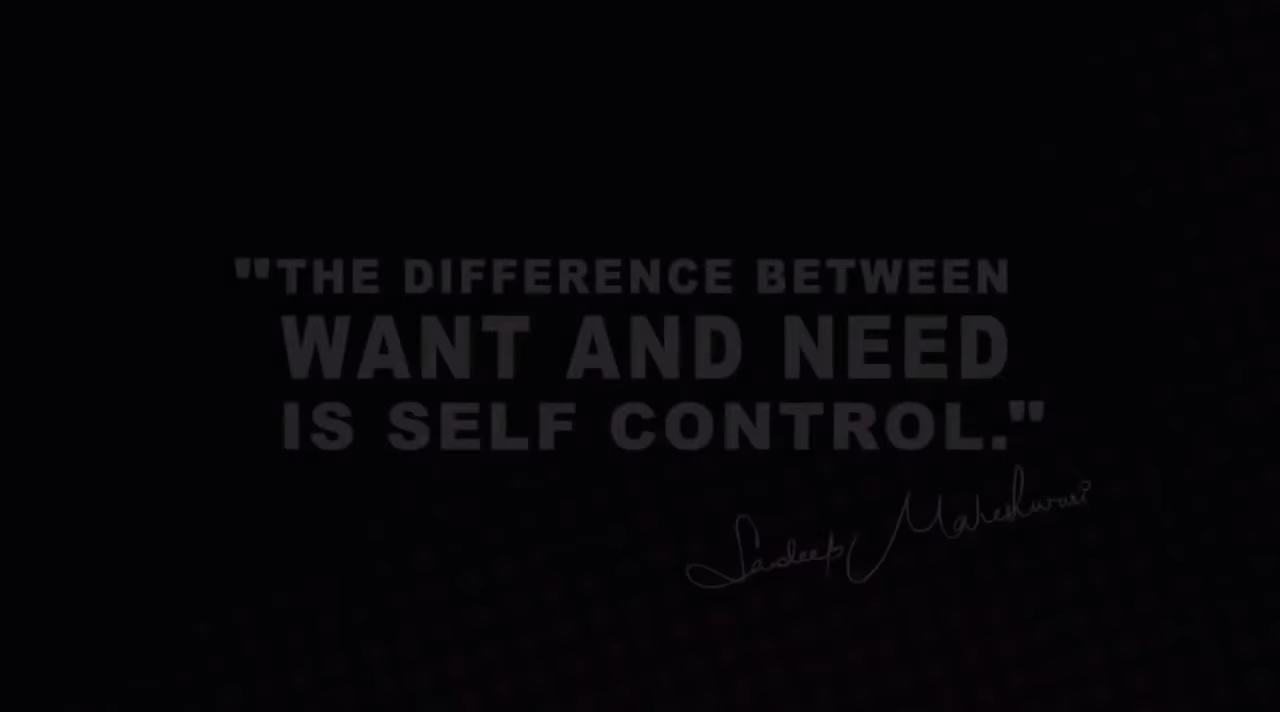 "THE DIFFERENCE BETWEEN
WANT AND NEED
IS SELF CONTROL."
Sandeep Maheshwari